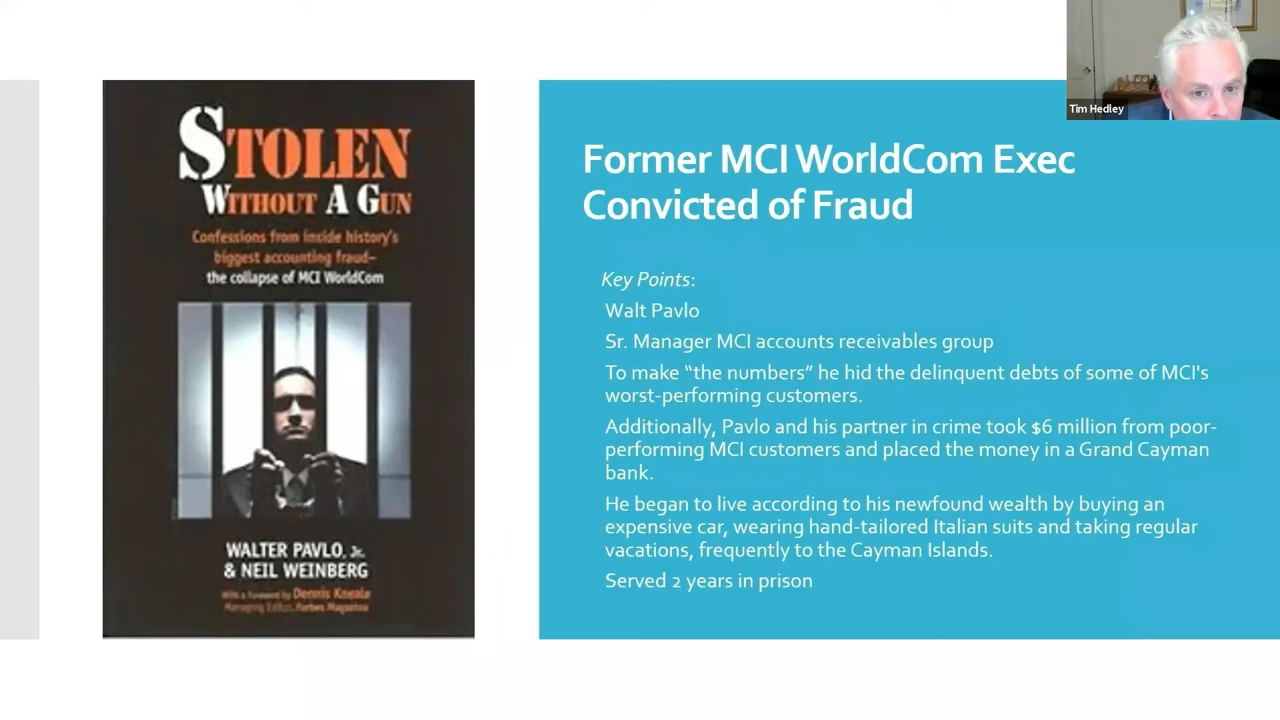 Tim Hedley
STOLEN
WITHOUT A GUN
Confessions from inside history's
biggest accounting fraud–
the collapse of MCI WorldCom
WALTER PAVLO, Jr.
& NEIL WEINBERG
With a Foreword by Dennis Kneale
Managing Editor, Forbes Magazine
Former MCI WorldCom Exec
Convicted of Fraud
Key Points:
Walt Pavlo
Sr. Manager MCI accounts receivables group
To make “the numbers” he hid the delinquent debts of some of MCI's
worst-performing customers.
Additionally, Pavlo and his partner in crime took $6 million from poor-
performing MCI customers and placed the money in a Grand Cayman
bank.
He began to live according to his newfound wealth by buying an
expensive car, wearing hand-tailored Italian suits and taking regular
vacations, frequently to the Cayman Islands.
Served 2 years in prison